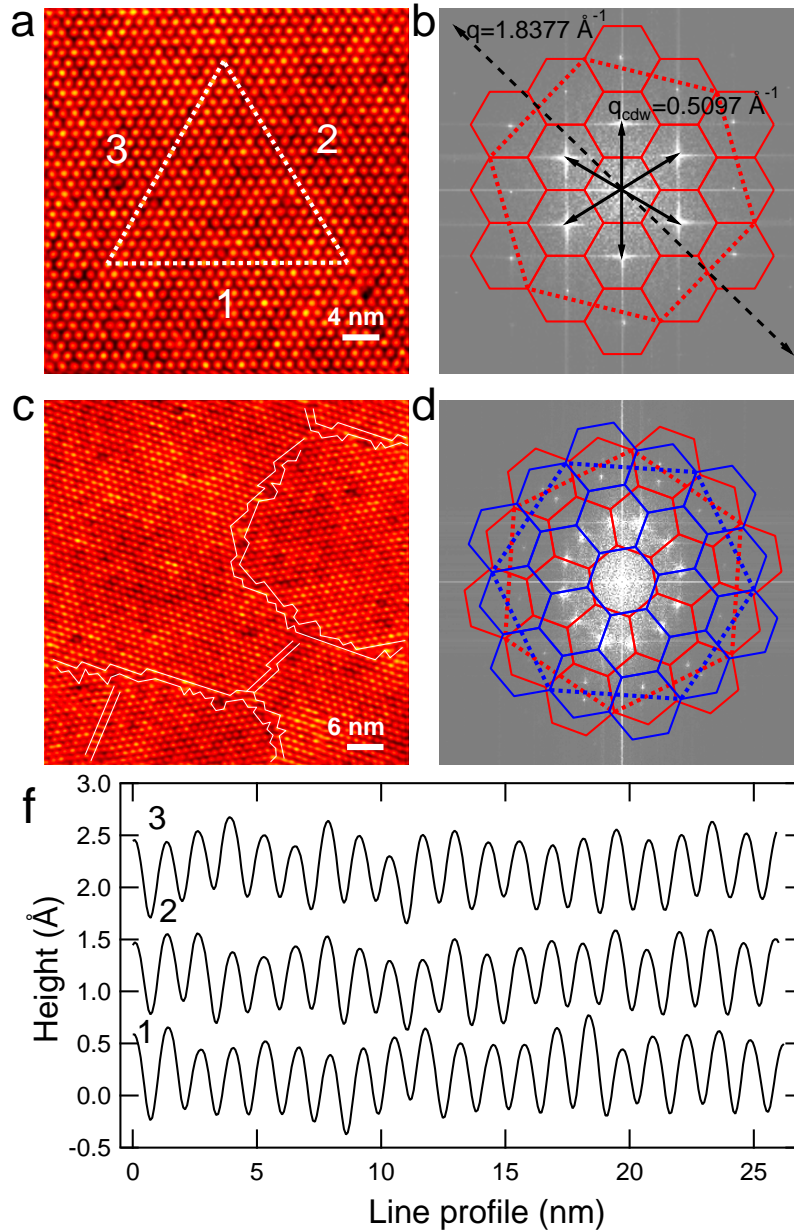 a
3
2
1
4 nm
b
q=1.8377 Å-1
qcdw=0.5097 Å-1
c
6 nm
d
f
Height (Å)
3.0
2.5
2.0
1.5
1.0
0.5
0.0
-0.5
3
2
1
0 5 10 15 20 25
Line profile (nm)